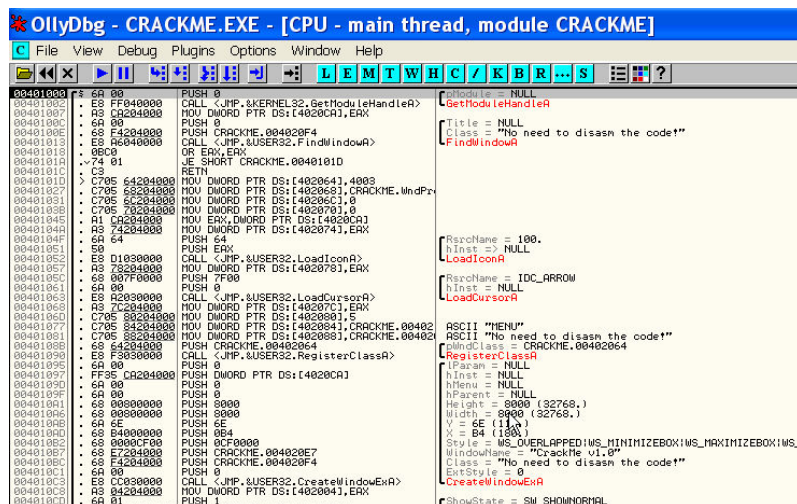 OllyDbg - CRACKME.EXE - [CPU - main thread, module CRACKME]
C File View Debug Plugins Options Window Help
L E M T W H C / K B R ... S ?
00401000 $ 6A 00 PUSH 0 pModule = NULL
00401002 . E8 FF040000 CALL <JMP.&KERNEL32.GetModuleHandleA> GetModuleHandleA
00401007 . A3 CA204000 MOV DWORD PTR DS:[4020CA],EAX
0040100C . 6A 00 PUSH 0 Title = NULL
0040100E . 68 F4204000 PUSH CRACKME.004020F4 Class = "No need to disasm the code!"
00401013 . E8 A6040000 CALL <JMP.&USER32.FindWindowA> FindWindowA
00401018 . 0BC0 OR EAX,EAX
0040101A . 74 01 JE SHORT CRACKME.0040101D
0040101C . C3 RETN
0040101D > C705 64204000 MOV DWORD PTR DS:[402064],4003
00401027 . C705 68204000 MOV DWORD PTR DS:[402068],CRACKME.WndPr
00401031 . C705 6C204000 MOV DWORD PTR DS:[40206C],0
0040103B . C705 70204000 MOV DWORD PTR DS:[402070],0
00401045 . A1 CA204000 MOV EAX,DWORD PTR DS:[4020CA]
0040104A . A3 74204000 MOV DWORD PTR DS:[402074],EAX
0040104F . 6A 64 PUSH 64 RsrcName = 100.
00401051 . 50 PUSH EAX hInst => NULL
00401052 . E8 D1030000 CALL <JMP.&USER32.LoadIconA> LoadIconA
00401057 . A3 78204000 MOV DWORD PTR DS:[402078],EAX
0040105C . 68 007F0000 PUSH 7F00 RsrcName = IDC_ARROW
00401061 . 6A 00 PUSH 0 hInst = NULL
00401063 . E8 A2030000 CALL <JMP.&USER32.LoadCursorA> LoadCursorA
00401068 . A3 7C204000 MOV DWORD PTR DS:[40207C],EAX
0040106D . C705 80204000 MOV DWORD PTR DS:[402080],5
00401077 . C705 84204000 MOV DWORD PTR DS:[402084],CRACKME.00402 ASCII "MENU"
00401081 . C705 88204000 MOV DWORD PTR DS:[402088],CRACKME.00402 ASCII "No need to disasm the code!"
0040108B . 68 64204000 PUSH CRACKME.00402064 pWndClass = CRACKME.00402064
00401090 . E8 F3030000 CALL <JMP.&USER32.RegisterClassA> RegisterClassA
00401095 . 6A 00 PUSH 0 lParam = NULL
00401097 . FF35 CA204000 PUSH DWORD PTR DS:[4020CA] hInst = NULL
0040109D . 6A 00 PUSH 0 hMenu = NULL
0040109F . 6A 00 PUSH 0 hParent = NULL
004010A1 . 68 00800000 PUSH 8000 Height = 8000 (32768.)
004010A6 . 68 00800000 PUSH 8000 Width = 8000 (32768.)
004010AB . 6A 6E PUSH 6E Y = 6E
004010AD . 68 B4000000 PUSH 0B4 X = B4 (180.)
004010B2 . 68 0000CF00 PUSH 0CF0000 Style = WS_OVERLAPPED|WS_MINIMIZEBOX|WS_MAXIMIZEBOX|WS_
004010B7 . 68 E7204000 PUSH CRACKME.004020E7 WindowName = "CrackMe v1.0"
004010BC . 68 F4204000 PUSH CRACKME.004020F4 Class = "No need to disasm the code!"
004010C1 . 6A 00 PUSH 0 ExtStyle = 0
004010C3 . E8 CC030000 CALL <JMP.&USER32.CreateWindowExA> CreateWindowExA
004010C8 . A3 04204000 MOV DWORD PTR DS:[402004],EAX
004010CD . 6A 01 PUSH 1 ShowState = SW_SHOWNORMAL